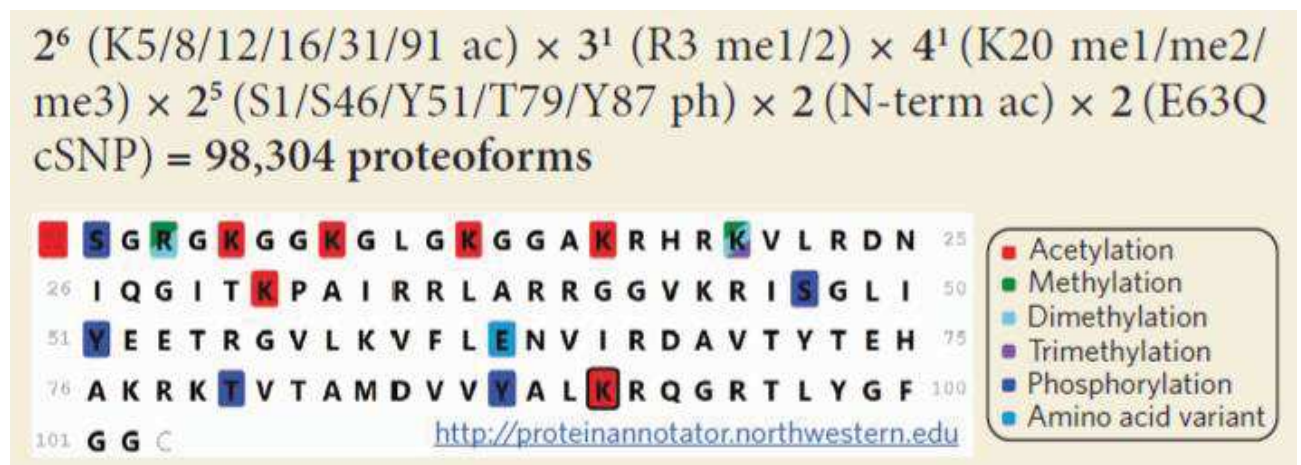 2⁶ (K5/8/12/16/31/91 ac) × 3¹ (R3 me1/2) × 4¹ (K20 me1/me2/
me3) × 2⁵ (S1/S46/Y51/T79/Y87 ph) × 2 (N-term ac) × 2 (E63Q
cSNP) = 98,304 proteoforms
S G R G K G G K G L G K G G A K R H R K V L R D N 25
26 I Q G I T K P A I R R L A R R G G V K R I S G L I 50
51 Y E E T R G V L K V F L E N V I R D A V T Y T E H 75
76 A K R K T V T A M D V V Y A L K R Q G R T L Y G F 100
101 G G C
http://proteinannotator.northwestern.edu
Acetylation
Methylation
Dimethylation
Trimethylation
Phosphorylation
Amino acid variant